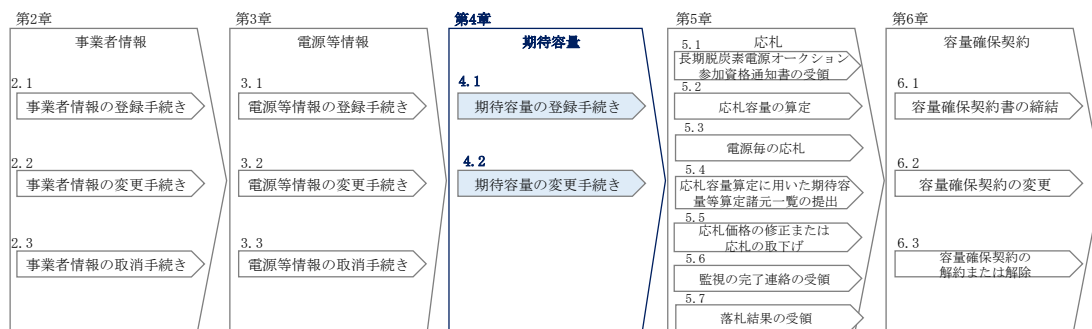 第2章
事業者情報
2.1
事業者情報の登録手続き
2.2
事業者情報の変更手続き
2.3
事業者情報の取消手続き
第3章
電源等情報
3.1
電源等情報の登録手続き
3.2
電源等情報の変更手続き
3.3
電源等情報の取消手続き
第4章
期待容量
4.1
期待容量の登録手続き
4.2
期待容量の変更手続き
第5章
応札
5.1
長期脱炭素電源オークション
参加資格通知書の受領
5.2
応札容量の算定
5.3
電源毎の応札
5.4
応札容量算定に用いた期待容
量等算定諸元一覧の提出
5.5
応札価格の修正または
応札の取下げ
5.6
監視の完了連絡の受領
5.7
落札結果の受領
第6章
容量確保契約
6.1
容量確保契約書の締結
6.2
容量確保契約の変更
6.3
容量確保契約の
解約または解除